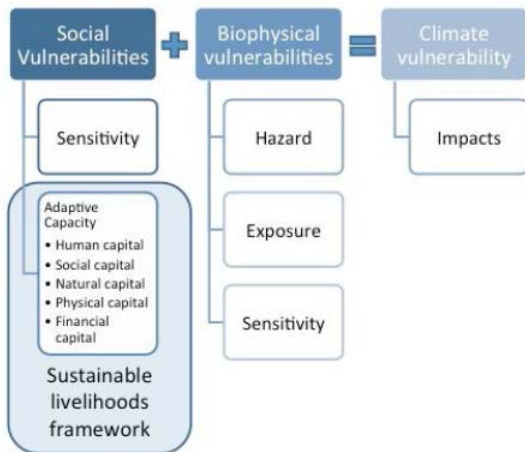 Social
Vulnerabilities
+
Biophysical
vulnerabilities
=
Climate
vulnerability
Sensitivity
Adaptive
Capacity
• Human capital
• Social capital
• Natural capital
• Physical capital
• Financial
capital
Sustainable
livelihoods
framework
Hazard
Exposure
Sensitivity
Impacts